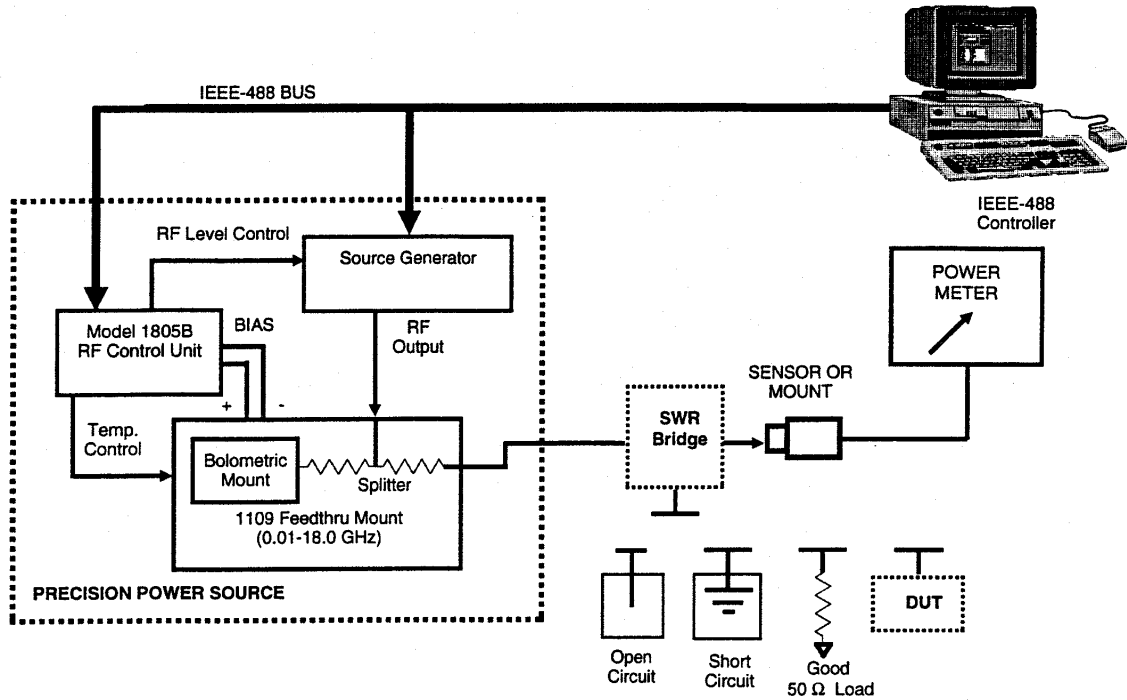 IEEE-488 BUS
IEEE-488
Controller
RF Level Control
Source Generator
POWER
METER
Model 1805B
RF Control Unit
BIAS
RF
Output
+ -
SENSOR OR
MOUNT
SWR
Bridge
Temp.
Control
Bolometric
Mount
Splitter
1109 Feedthru Mount
(0.01-18.0 GHz)
PRECISION POWER SOURCE
DUT
Open
Circuit
Short
Circuit
Good
50 Ω Load